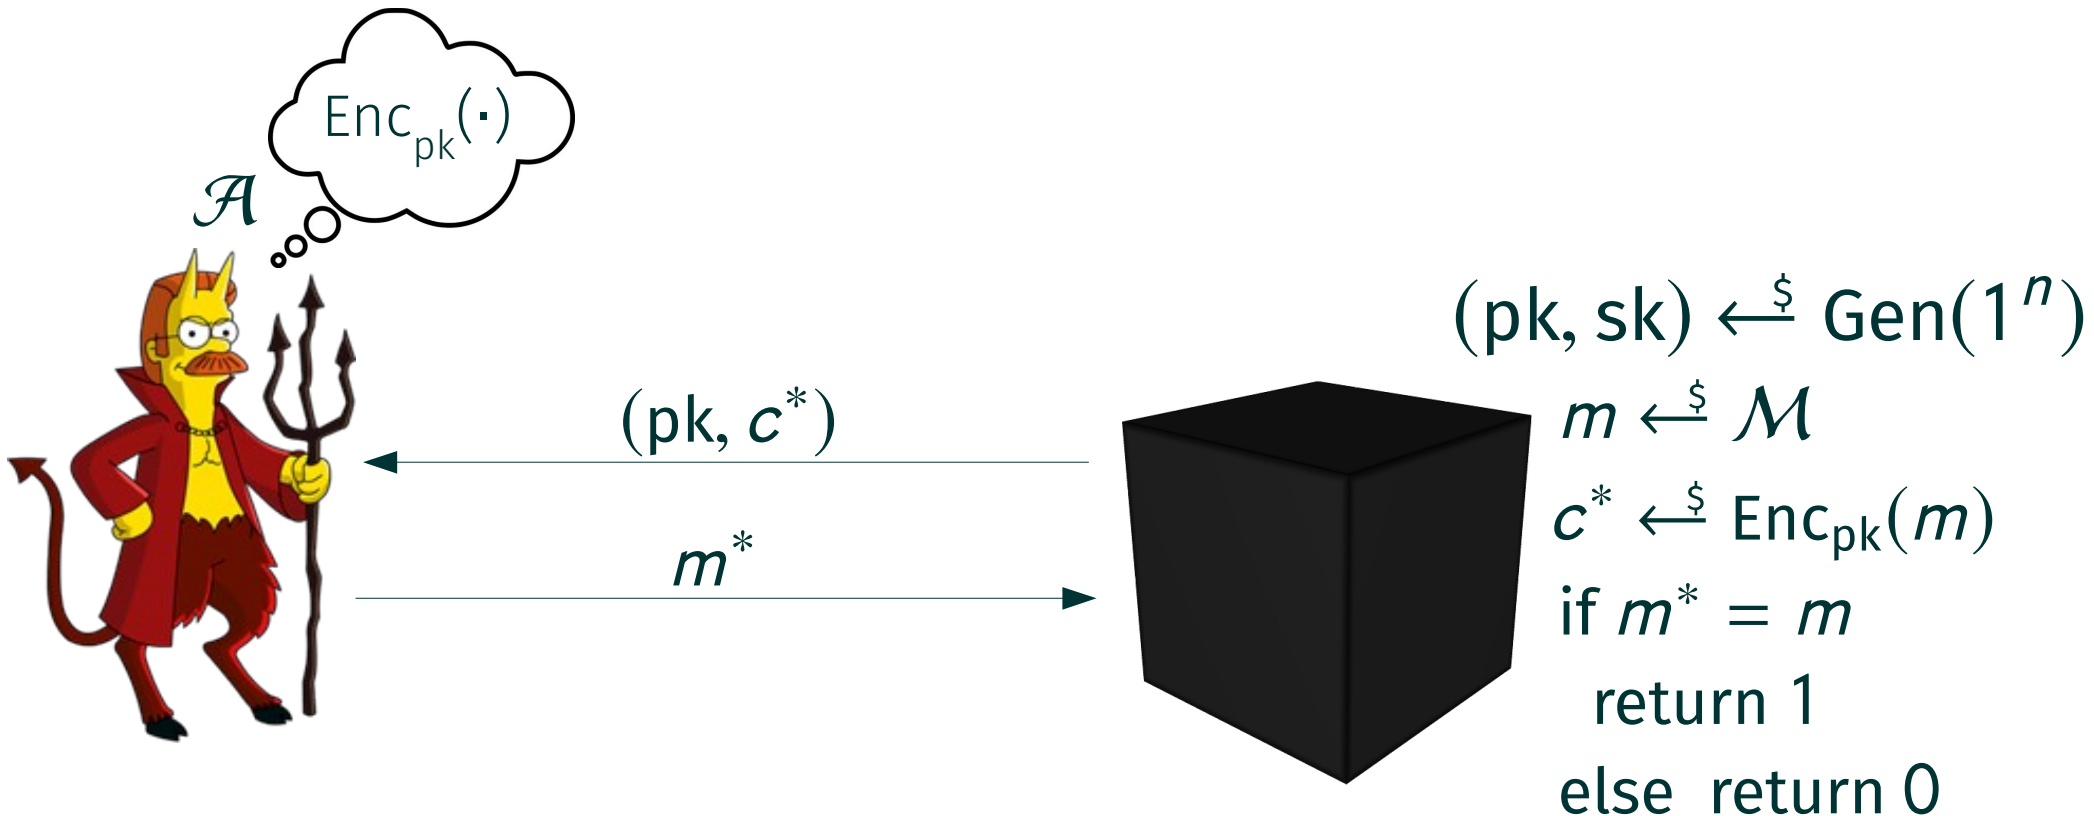 Enc_pk(·)
𝒜
(pk, sk) ←$ Gen(1^n)
(pk, c*)
m ←$ ℳ
c* ←$ Enc_pk(m)
m*
if m* = m
return 1
else return 0